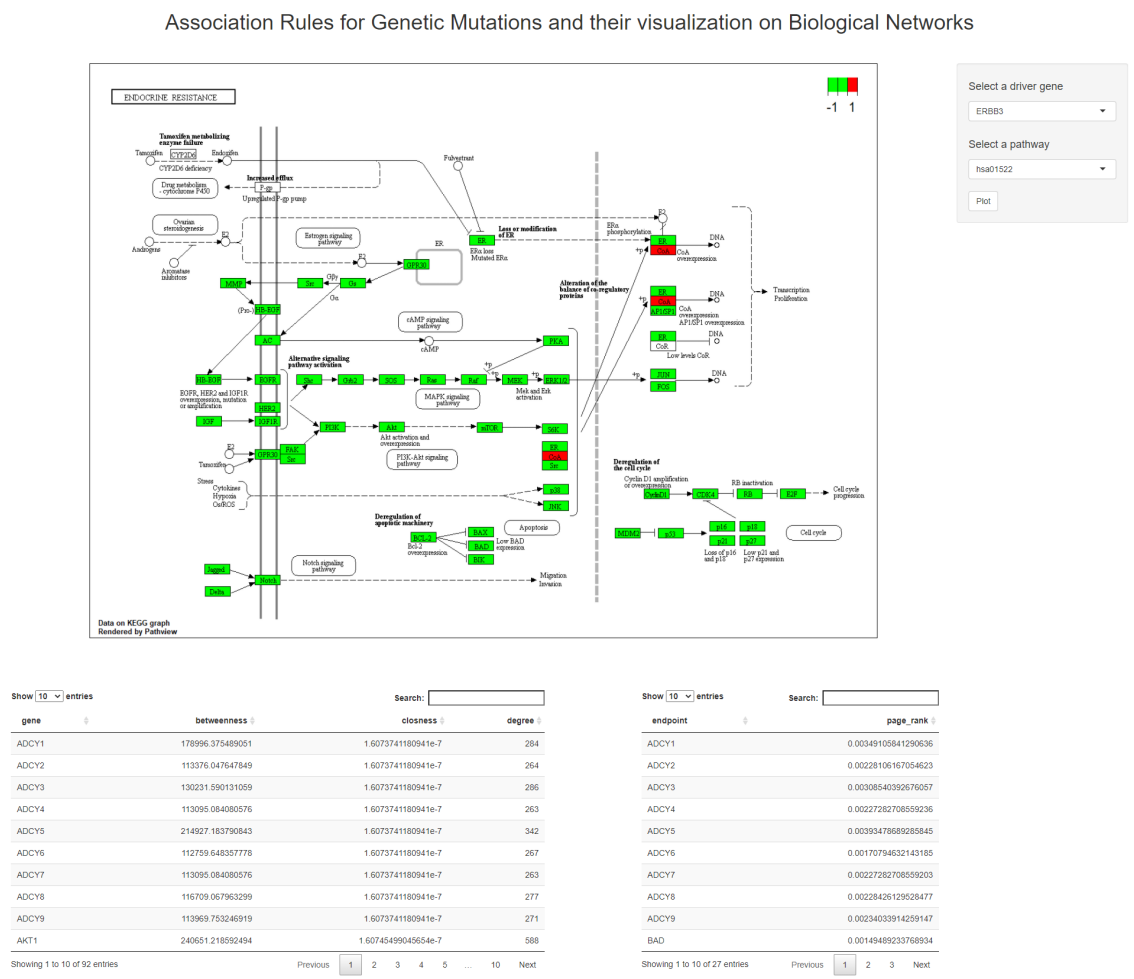 Association Rules for Genetic Mutations and their visualization on Biological Networks
ENDOCRINE RESISTANCE
-1 1
Select a driver gene
ERBB3
Select a pathway
hsa01522
Plot
Tamoxifen metabolizing
enzyme failure
Tamoxifen
CYP2D6
Endoxifen
CYP2D6 deficiency
Drug metabolism
- cytochrome P450
Increased efflux
P-gp
Upregulated P-gp pump
Fulvestrant
Ovarian
steroidogenesis
E2
Androgens
Aromatase
inhibitors
Estrogen signaling
pathway
E2
ER
GPR30
ER
Loss or modification
of ER
ERα loss
Mutated ERα
E2
ERα
phosphorylation
ER
CoA
+p
DNA
CoA
overexpression
MMP
Src
Gβγ
Gs
Gα
(Pro-)
HB-EGF
Alteration of the
balance of co-regulatory
proteins
ER
CoA
AP1/SP1
+p
DNA
CoA
overexpression
AP1/SP1 overexpression
Transcription
Proliferation
cAMP signaling
pathway
AC
cAMP
PKA
ER
CoR
DNA
Low levels CoR
Alternative signaling
pathway activation
HB-EGF
EGFR
Shc
Grb2
SOS
Ras
Raf
+p
+p
MEK
+p
ERK1/2
+p
JUN
FOS
DNA
EGFR, HER2 and IGF1R
overexpression, mutation
or amplification
HER2
MAPK signaling
pathway
Mek and Erk
activation
IGF
IGF1R
PI3K
Akt
mTOR
S6K
Akt activation and
overexpression
E2
GPR30
FAK
Src
Tamoxifen
PI3K-Akt signaling
pathway
ER
CoA
Src
Stress
Cytokines
Hypoxia
Ox/ROS
p38
JNK
Deregulation of
the cell cycle
Cyclin D1 amplification
or overexpression
RB inactivation
CyclinD1
CDK4
RB
E2F
Cell cycle
progression
MDM2
p53
p16
p18
p21
p27
Cell cycle
Loss of p16
and p18
Low p21 and
p27 expression
Deregulation of
apoptotic machinery
BCL-2
Bcl-2
overexpression
BAX
BAD
BIK
Low BAD
expression
Apoptosis
Jagged
Delta
Notch
Notch signaling
pathway
Migration
Invasion
Data on KEGG graph
Rendered by Pathview
Show 10 entries Search:
gene betweenness closness degree
ADCY1 178996.375489051 1.6073741180941e-7 284
ADCY2 113376.047647849 1.6073741180941e-7 264
ADCY3 130231.590131059 1.6073741180941e-7 286
ADCY4 113095.084080576 1.6073741180941e-7 263
ADCY5 214927.183790843 1.6073741180941e-7 342
ADCY6 112759.648357778 1.6073741180941e-7 267
ADCY7 113095.084080576 1.6073741180941e-7 263
ADCY8 116709.067963299 1.6073741180941e-7 277
ADCY9 113969.753246919 1.6073741180941e-7 271
AKT1 240651.218592494 1.60745499045654e-7 588
Showing 1 to 10 of 92 entries Previous 1 2 3 4 5 … 10 Next
Show 10 entries Search:
endpoint page_rank
ADCY1 0.00349105841290636
ADCY2 0.00228106167054623
ADCY3 0.00308540392676057
ADCY4 0.00227282708559236
ADCY5 0.00393478689285845
ADCY6 0.00170794632143185
ADCY7 0.00227282708559203
ADCY8 0.00228426129528477
ADCY9 0.00234033914259147
BAD 0.00149489233768934
Showing 1 to 10 of 27 entries Previous 1 2 3 Next